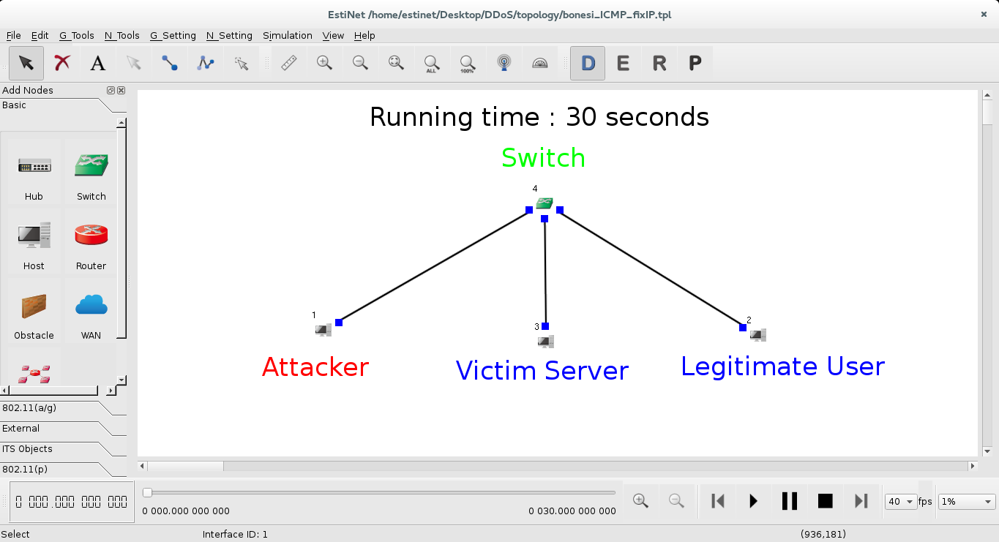 EstiNet /home/estinet/Desktop/DDoS/topology/bonesi_ICMP_fixIP.tpl
File Edit G_Tools N_Tools G_Setting N_Setting Simulation View Help
A ALL 100% D E R P
Add Nodes
Basic
Hub Switch
Host Router
Obstacle WAN
802.11(a/g)
External
ITS Objects
802.11(p)
Running time : 30 seconds
Switch
4
1
3
2
Attacker
Victim Server
Legitimate User
0 000.000 000 000
0 000.000 000 000 0 030.000 000 000
40 fps 1%
Select Interface ID: 1 (936,181)